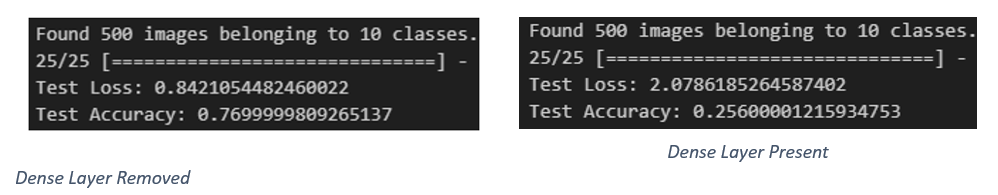 Found 500 images belonging to 10 classes.
25/25 [==============================] -
Test Loss: 0.8421054482460022
Test Accuracy: 0.7699999809265137
Dense Layer Removed
Found 500 images belonging to 10 classes.
25/25 [==============================] -
Test Loss: 2.0786185264587402
Test Accuracy: 0.25600001215934753
Dense Layer Present